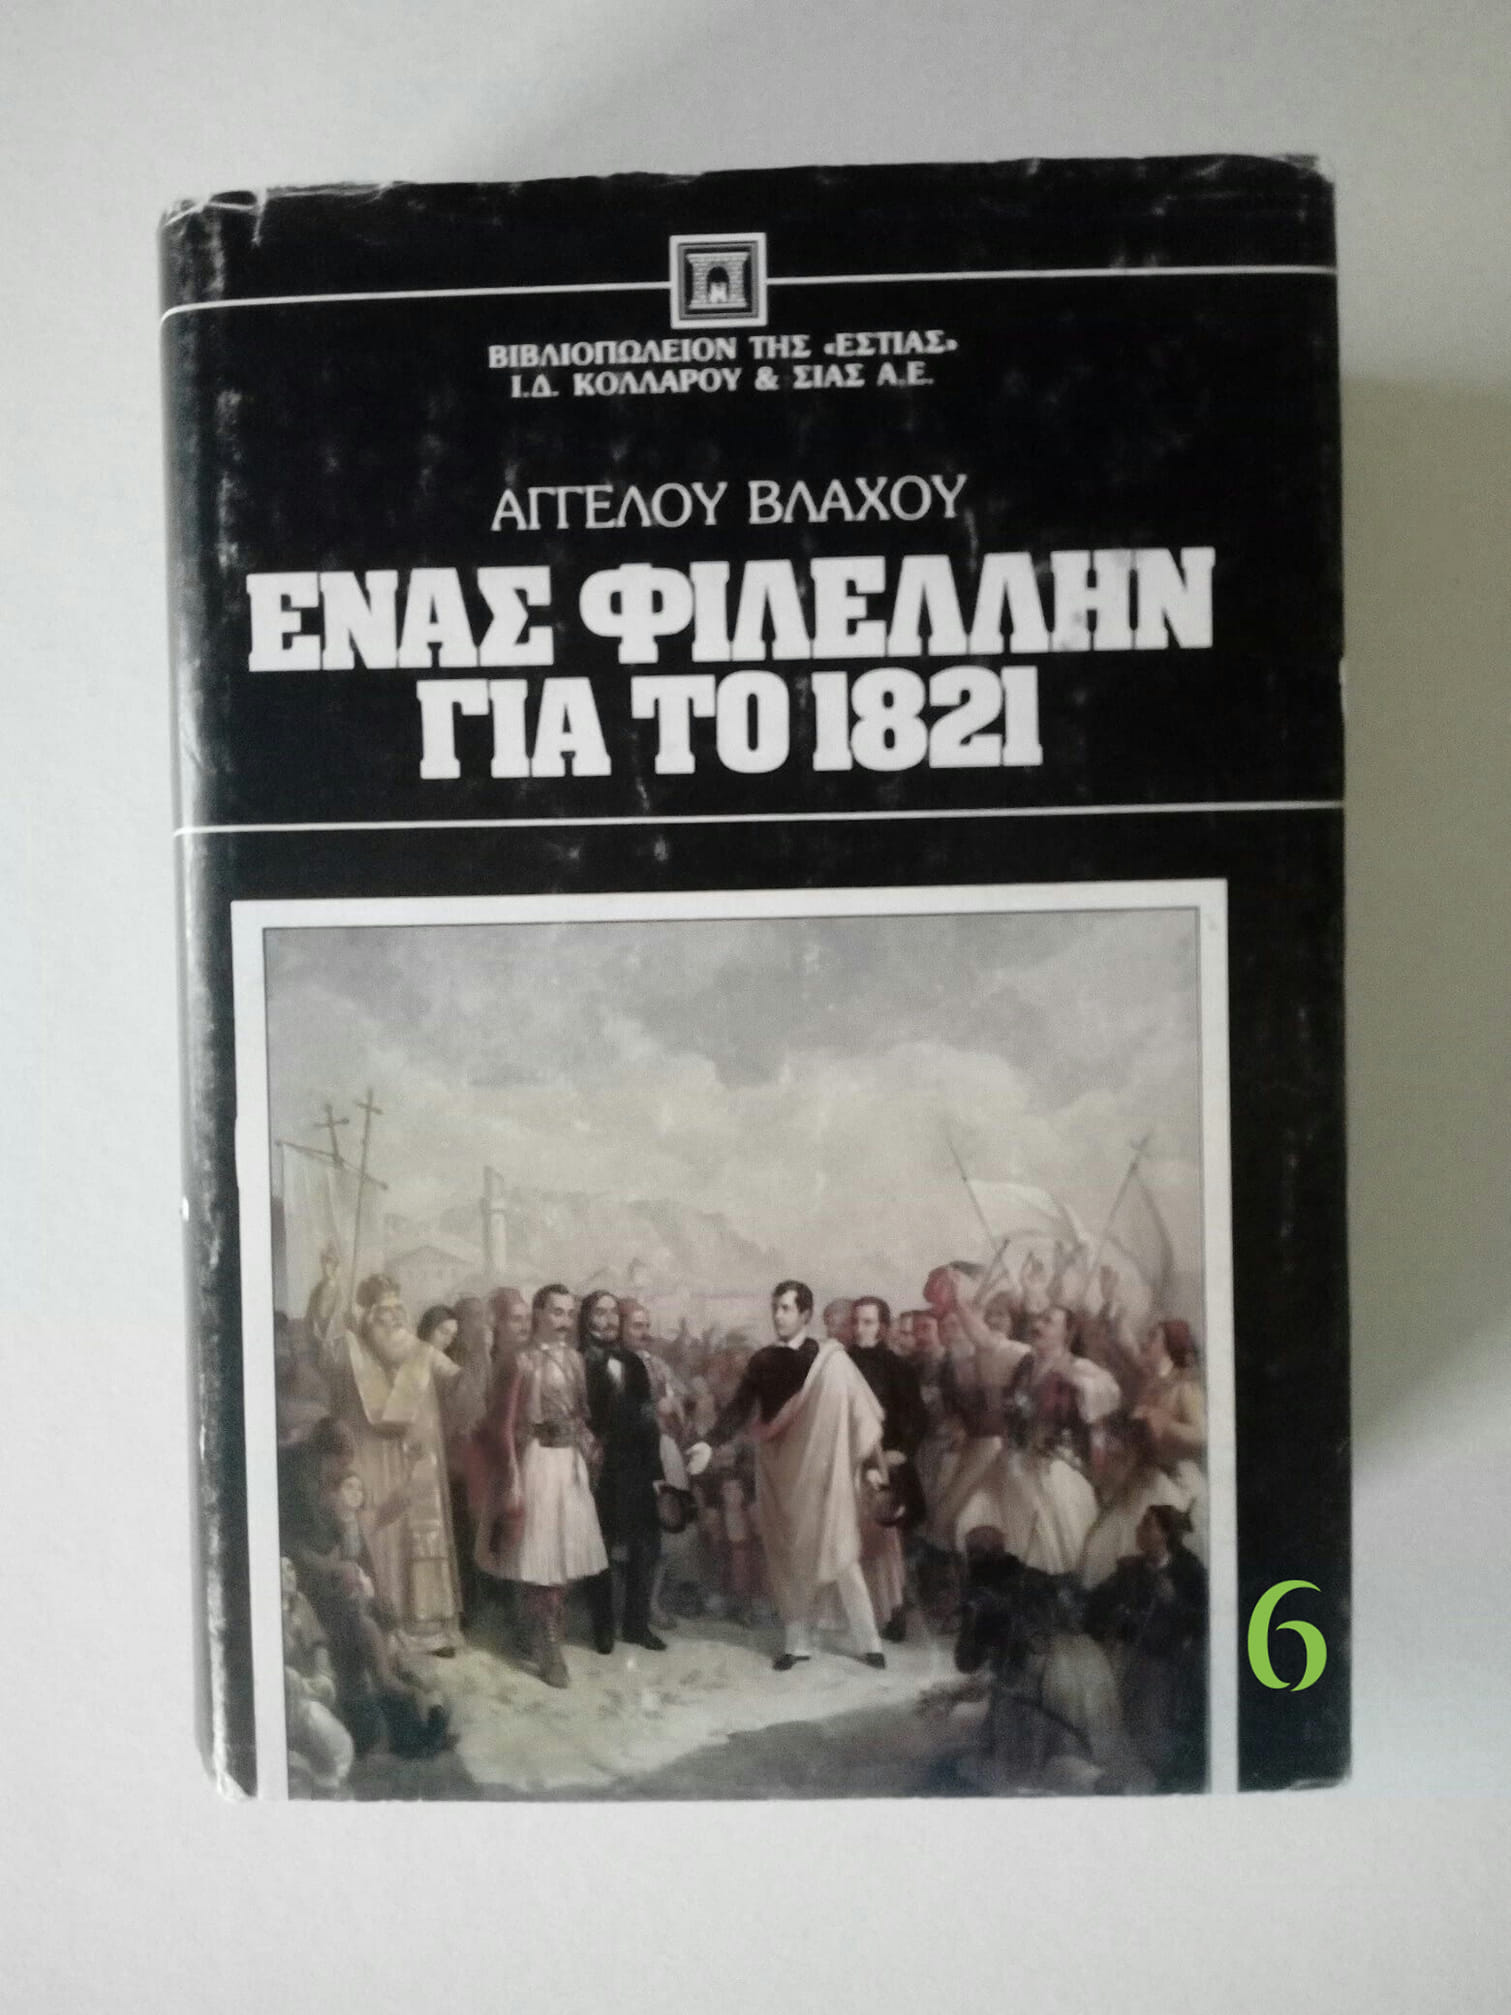 ΒΙΒΛΙΟΠΩΛΕΙΟΝ ΤΗΣ «ΕΣΤΙΑΣ»
Ι.Δ. ΚΟΛΛΑΡΟΥ & ΣΙΑΣ Α.Ε.
ΑΓΓΕΛΟΥ ΒΛΑΧΟΥ
ΕΝΑΣ ΦΙΛΕΛΛΗΝ
ΓΙΑ ΤΟ 1821
6